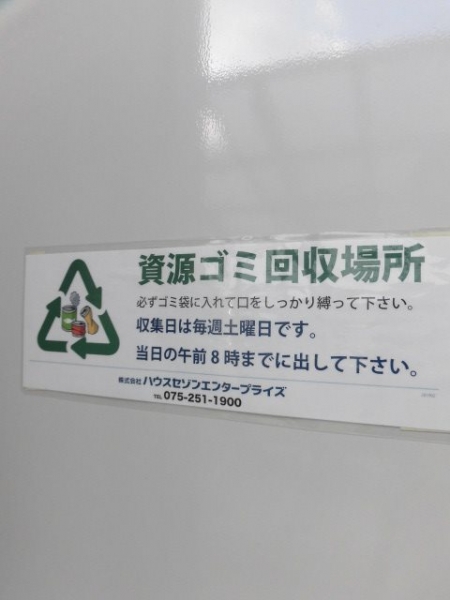 資源ゴミ回収場所
必ずゴミ袋に入れて口をしっかり縛って下さい。
収集日は毎週土曜日です。
当日の午前8時までに出して下さい。
株式会社 ハウスセゾンエンタープライズ
TEL 075-251-1900